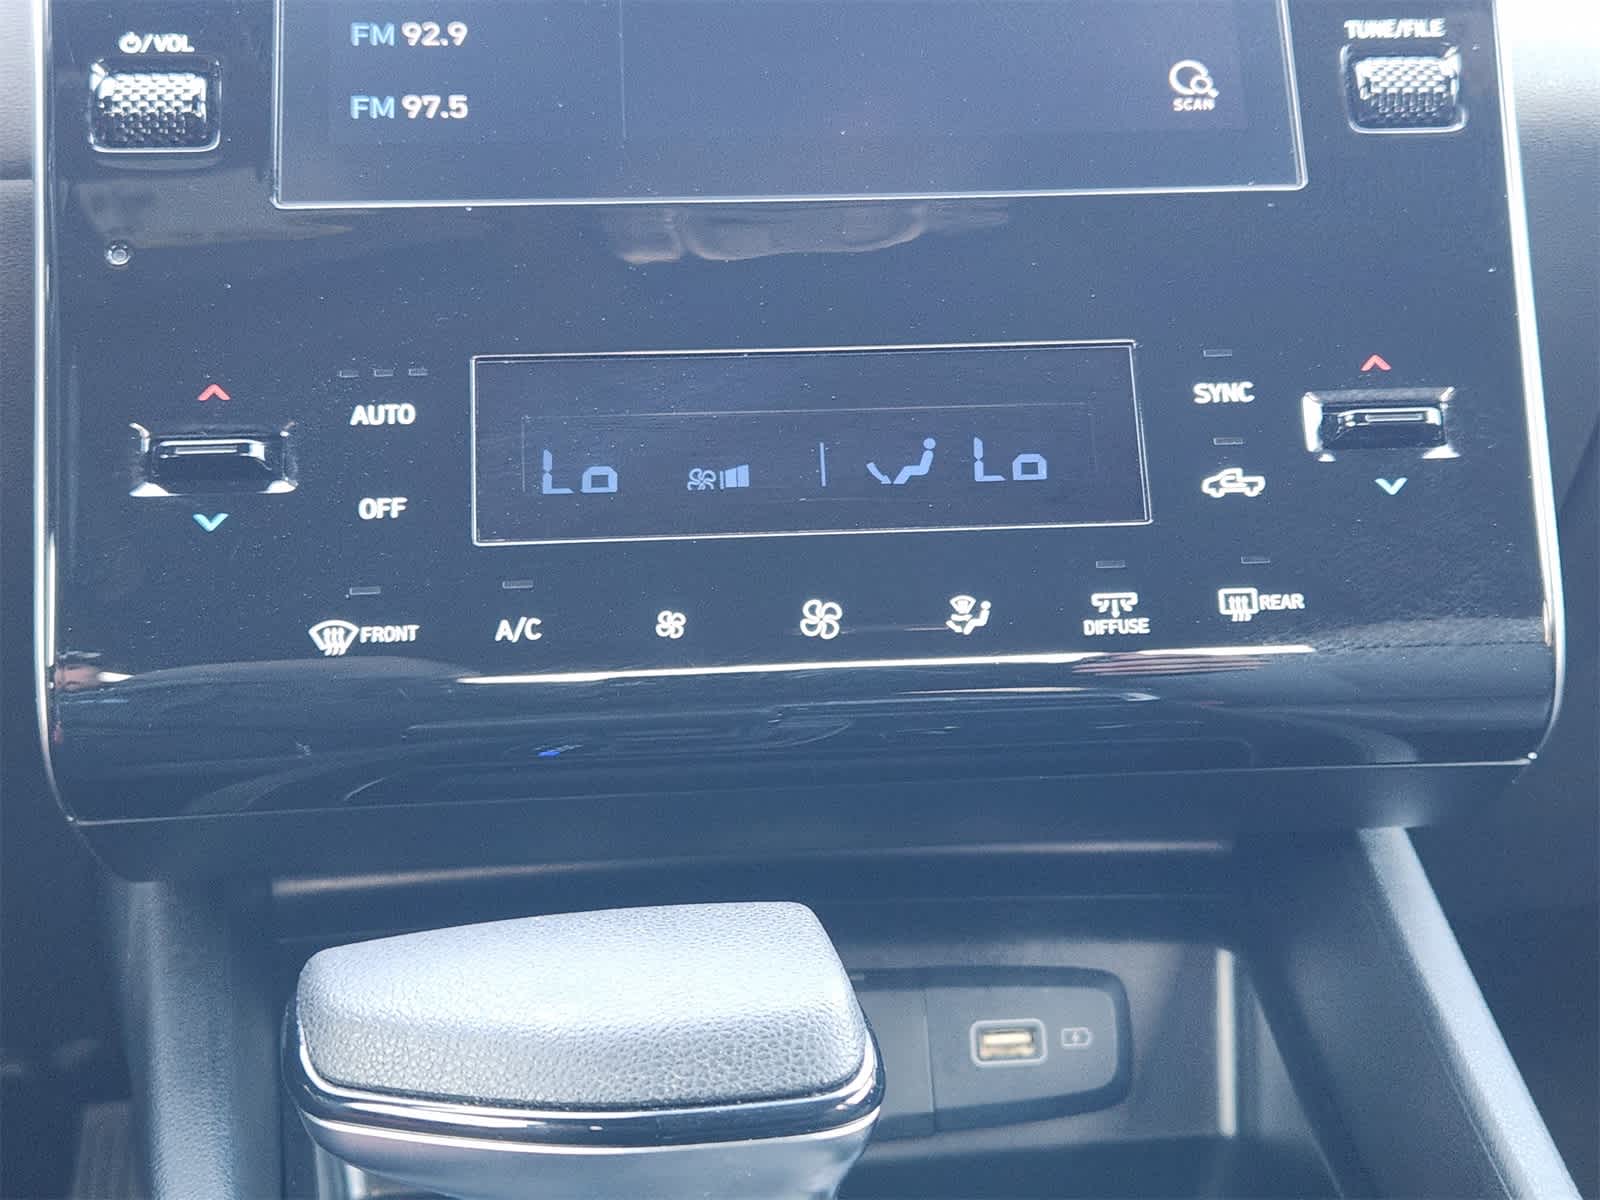 ⏻/VOL
FM 92.9
FM 97.5
TUNE/FILE
SCAN
AUTO
OFF
Lo
Lo
SYNC
FRONT
A/C
DIFFUSE
REAR